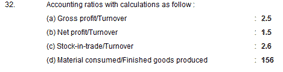 32. Accounting ratios with calculations as follow :
(a) Gross profit/Turnover : 2.5
(b) Net profit/Turnover : 1.5
(c) Stock-in-trade/Turnover : 2.6
(d) Material consumed/Finished goods produced : 156